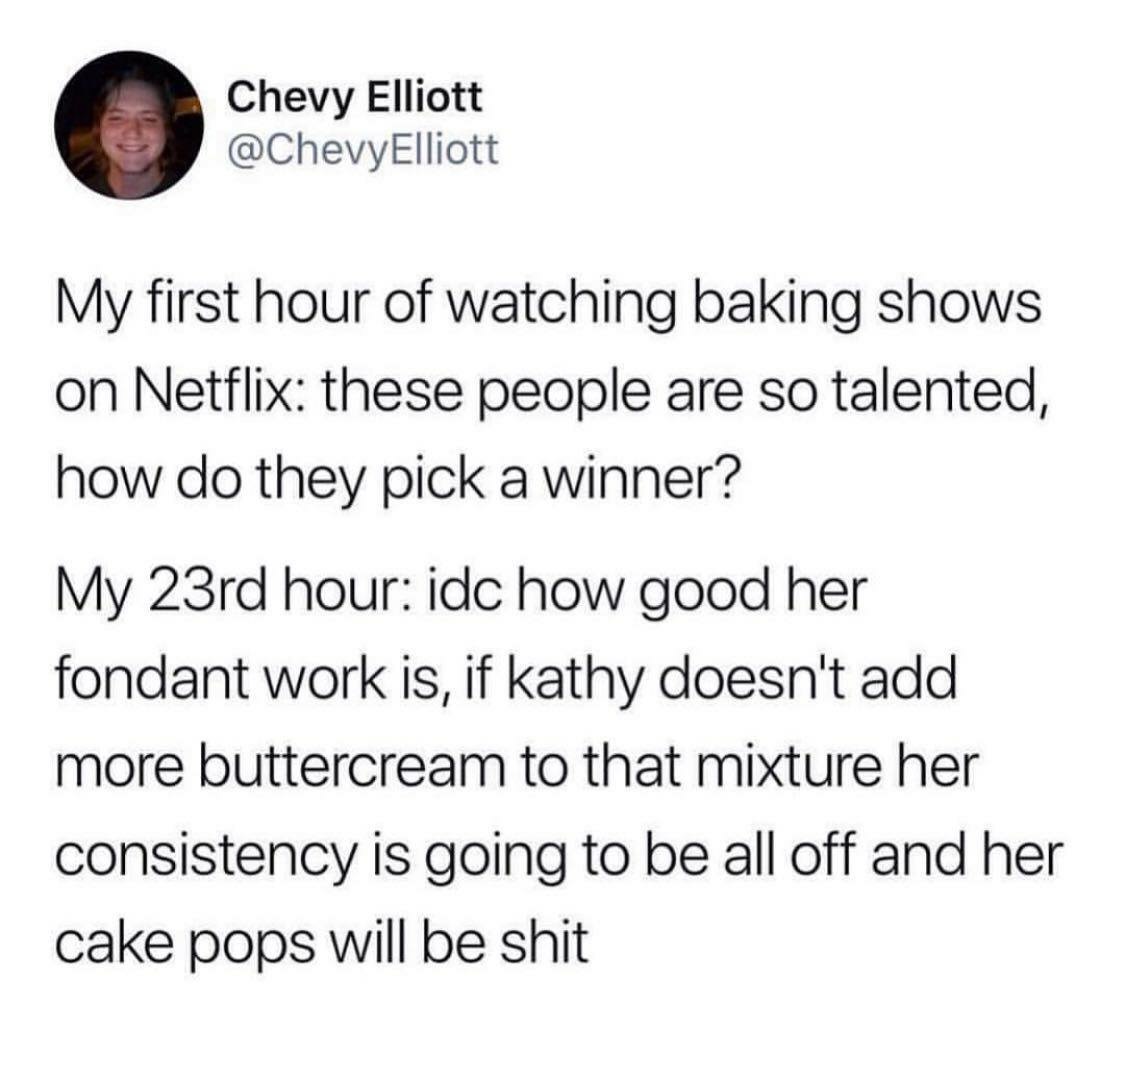 Chevy Elliott
@ChevyElliott
My first hour of watching baking shows
on Netflix: these people are so talented,
how do they pick a winner?
My 23rd hour: idc how good her
fondant work is, if kathy doesn't add
more buttercream to that mixture her
consistency is going to be all off and her
cake pops will be shit